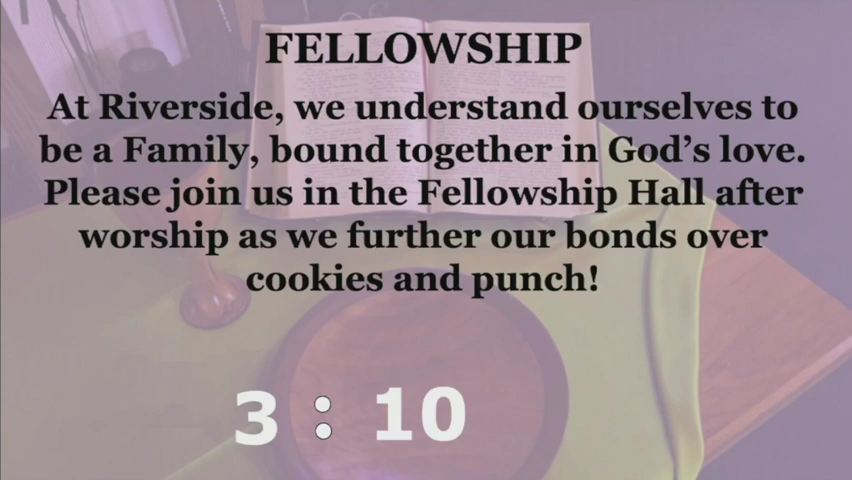 FELLOWSHIP
At Riverside, we understand ourselves to
be a Family, bound together in God’s love.
Please join us in the Fellowship Hall after
worship as we further our bonds over
cookies and punch!
3 : 10